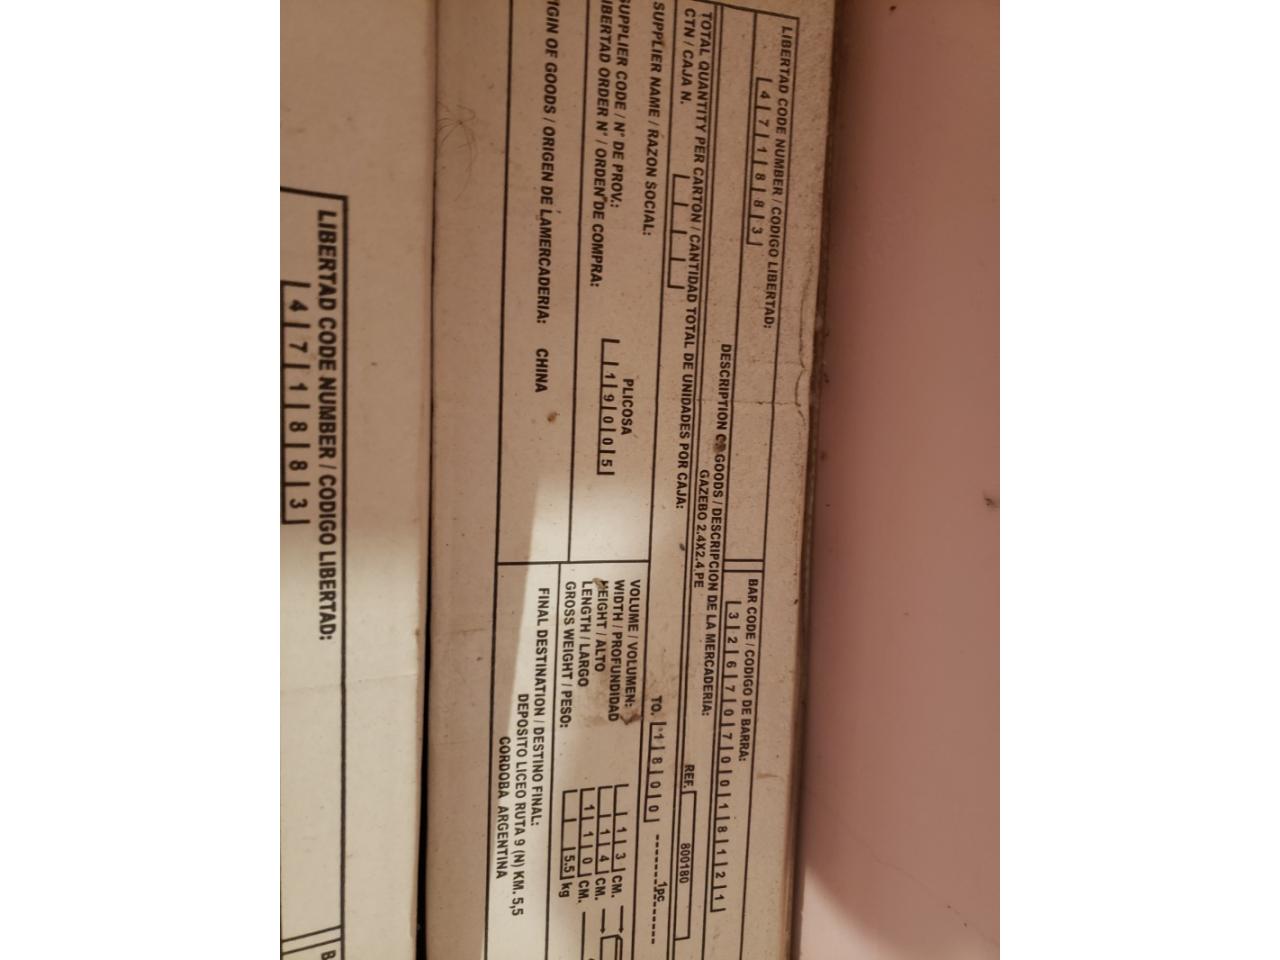 LIBERTAD CODE NUMBER / CODIGO LIBERTAD:
4 7 1 8 8 3
BAR CODE / CODIGO DE BARRA:
3 2 6 7 0 7 0 0 1 8 1 2 1
DESCRIPTION GOODS / DESCRIPCION DE LA MERCADERIA:
GAZEBO 2.4X2.4 PE
TOTAL QUANTITY PER CARTON / CANTIDAD TOTAL DE UNIDADES POR CAJA:
REF. 800180
CTN / CAJA N.
TO. 1 8 0 0 -------1pc-------
SUPPLIER NAME / RAZON SOCIAL:
PLICOSA
SUPPLIER CODE / N° DE PROV.:
1 9 0 0 5
IBERTAD ORDER N° / ORDEN DE COMPRA:
IGIN OF GOODS / ORIGEN DE LAMERCADERIA: CHINA
VOLUME / VOLUMEN:
WIDTH / PROFUNDIDAD 1 3 CM.
HEIGHT / ALTO 1 4 CM.
LENGTH / LARGO 1 1 0 CM.
GROSS WEIGHT / PESO: 5.5 kg
FINAL DESTINATION / DESTINO FINAL:
DEPOSITO LICEO RUTA 9 (N) KM. 5,5
CORDOBA ARGENTINA
LIBERTAD CODE NUMBER / CODIGO LIBERTAD:
4 7 1 8 8 3
B